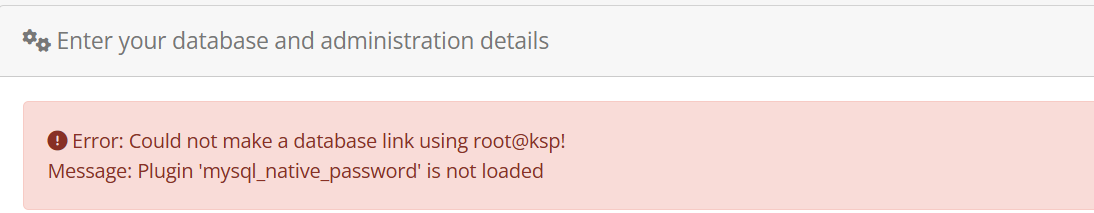 Enter your database and administration details
Error: Could not make a database link using root@ksp!
Message: Plugin 'mysql_native_password' is not loaded